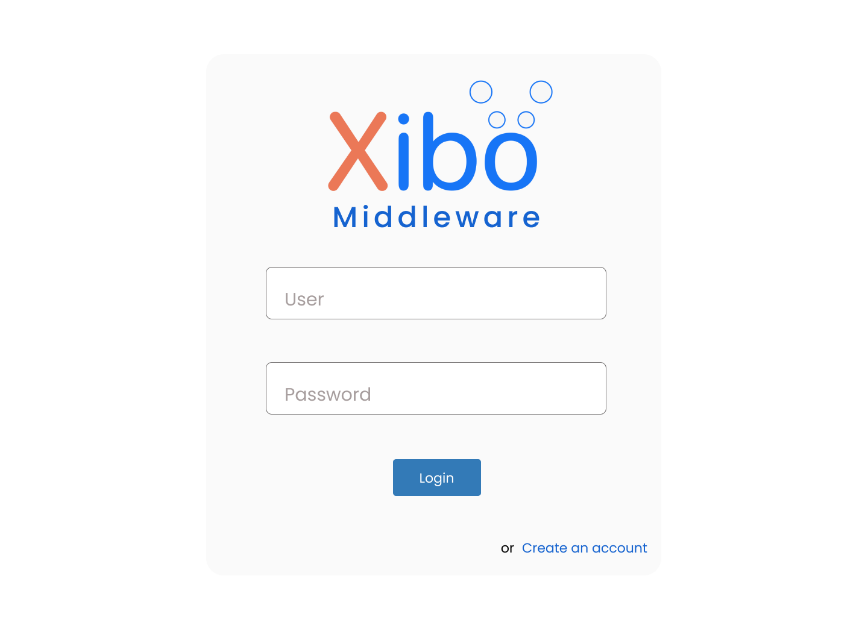 Xibo
Middleware
User
Password
Login
or Create an account